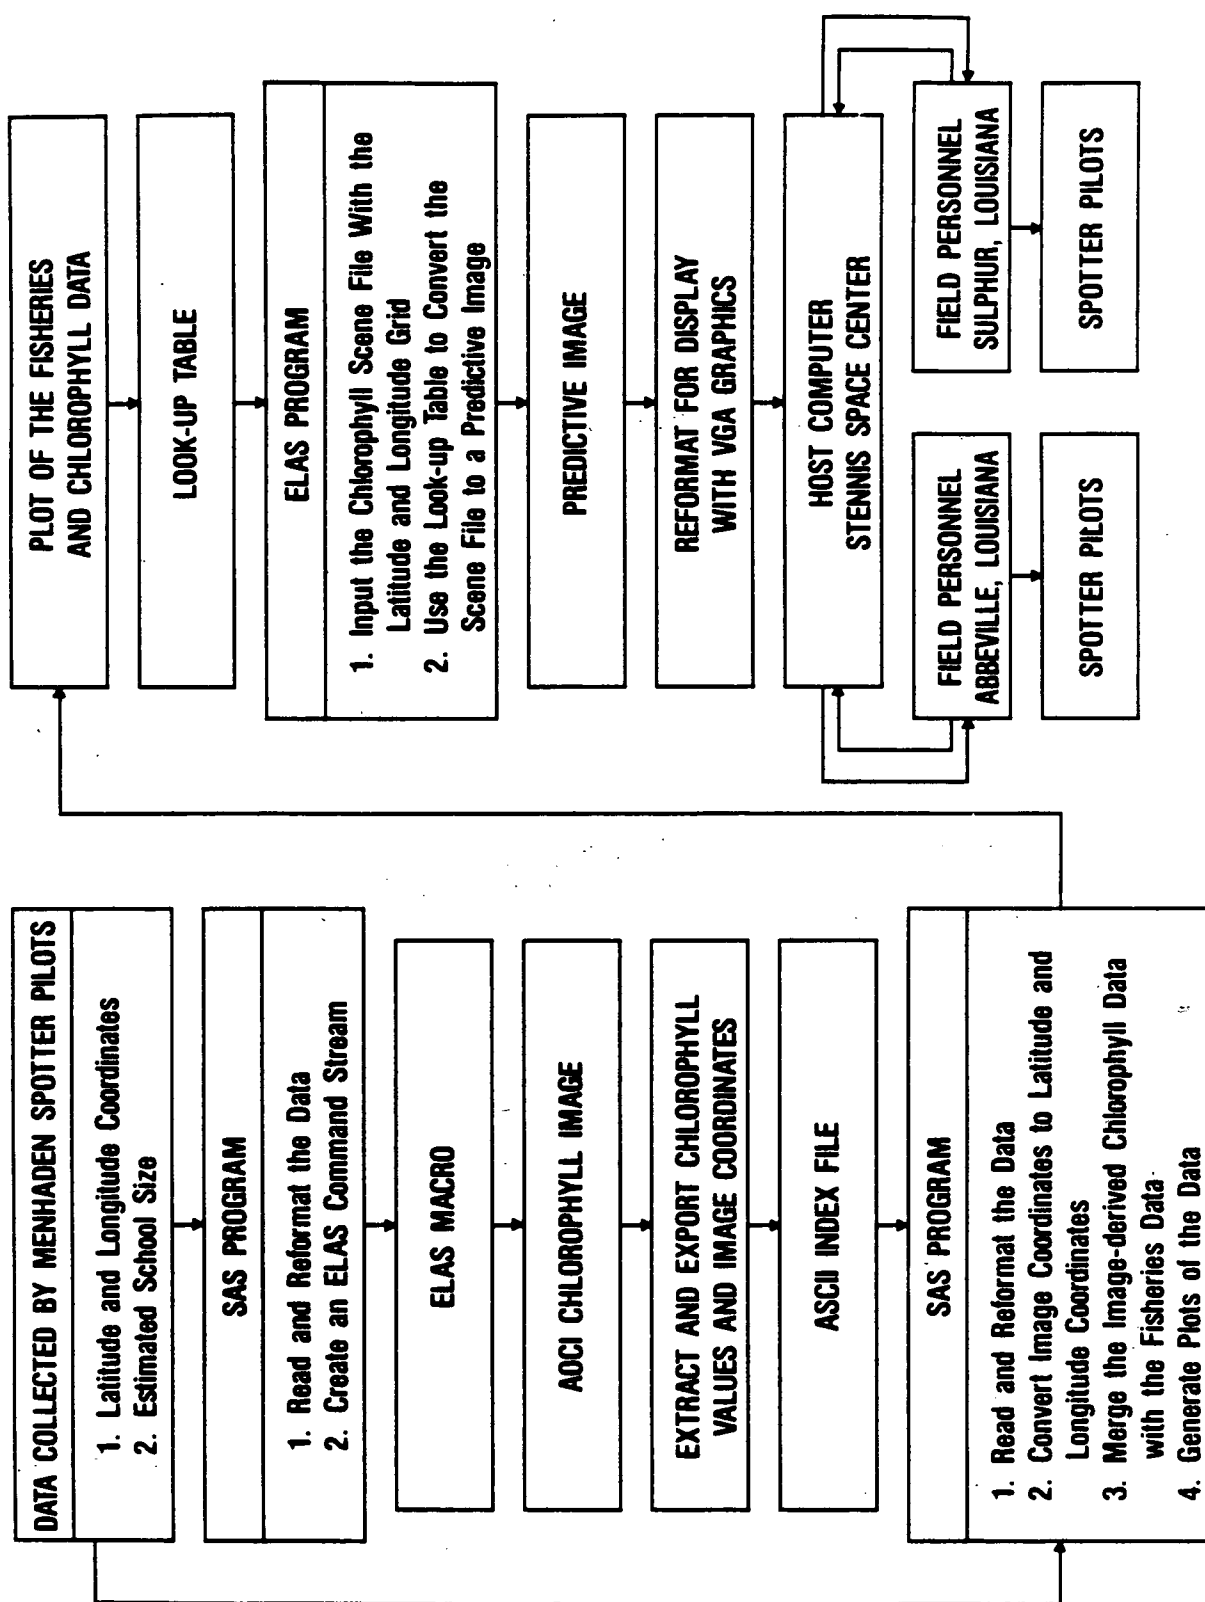 DATA COLLECTED BY MENHADEN SPOTTER PILOTS
1. Latitude and Longitude Coordinates
2. Estimated School Size
SAS PROGRAM
1. Read and Reformat the Data
2. Create an ELAS Command Stream
ELAS MACRO
AOCI CHLOROPHYLL IMAGE
EXTRACT AND EXPORT CHLOROPHYLL
VALUES AND IMAGE COORDINATES
ASCII INDEX FILE
SAS PROGRAM
1. Read and Reformat the Data
2. Convert Image Coordinates to Latitude and
Longitude Coordinates
3. Merge the Image-derived Chlorophyll Data
with the Fisheries Data
4. Generate Plots of the Data
PLOT OF THE FISHERIES
AND CHLOROPHYLL DATA
LOOK-UP TABLE
ELAS PROGRAM
1. Input the Chlorophyll Scene File With the
Latitude and Longitude Grid
2. Use the Look-up Table to Convert the
Scene File to a Predictive Image
PREDICTIVE IMAGE
REFORMAT FOR DISPLAY
WITH VGA GRAPHICS
HOST COMPUTER
STENNIS SPACE CENTER
FIELD PERSONNEL
ABBEVILLE, LOUISIANA
SPOTTER PILOTS
FIELD PERSONNEL
SULPHUR, LOUISIANA
SPOTTER PILOTS